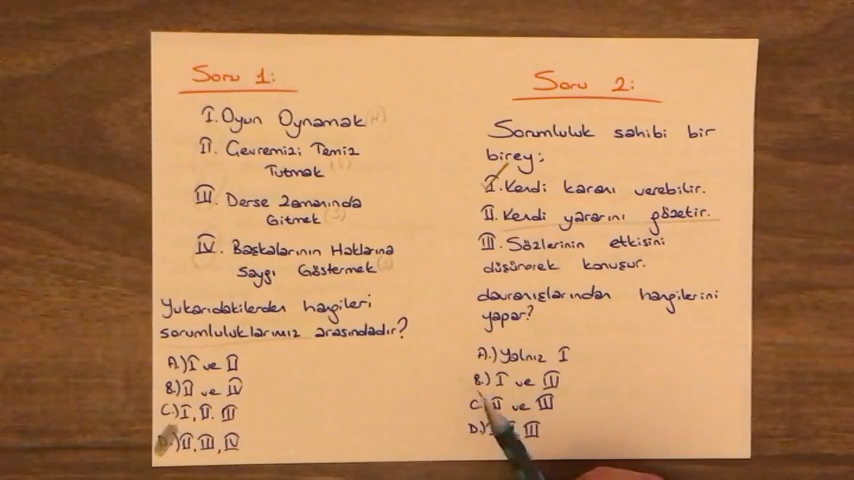 Soru 1:
I. Oyun Oynamak
II. Çevremizi Temiz
Tutmak
III. Derse Zamanında
Gitmek
IV. Başkalarının Haklarına
Saygı Göstermek
Yukarıdakilerden hangileri
sorumluluklarımız arasındadır?
A.) I ve II
B.) II ve IV
C.) I, II, III
D.) II, III, IV
Soru 2:
Sorumluluk sahibi bir
birey;
I. Kendi kararı verebilir.
II. Kendi yararını gözetir.
III. Sözlerinin etkisini
düşünerek konuşur.
davranışlarından hangilerini
yapar?
A.) Yalnız I
B.) I ve III
C.) II ve III
D.) III